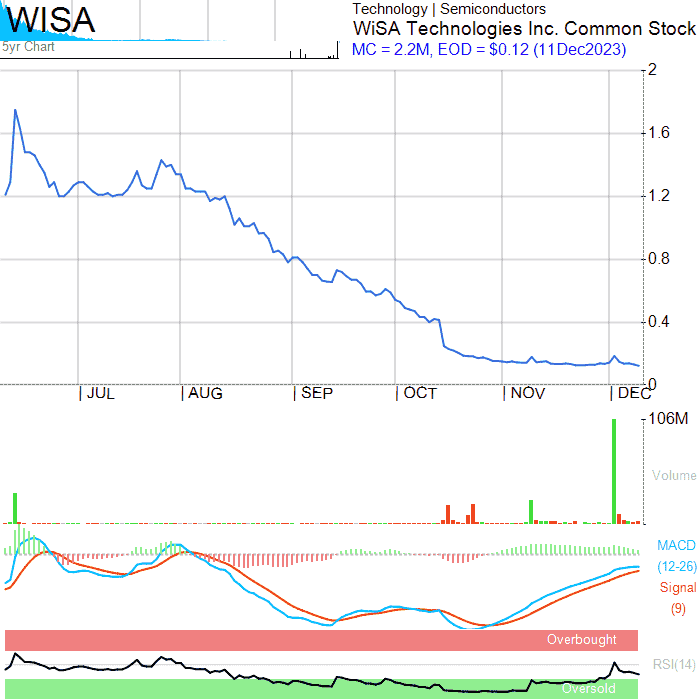 WISA
5yr Chart
Technology | Semiconductors
WiSA Technologies Inc. Common Stock
MC = 2.2M, EOD = $0.12 (11Dec2023)
2
1.6
1.2
0.8
0.4
0
JUL
AUG
SEP
OCT
NOV
DEC
106M
Volume
MACD
(12-26)
Signal
(9)
Overbought
RSI(14)
Oversold